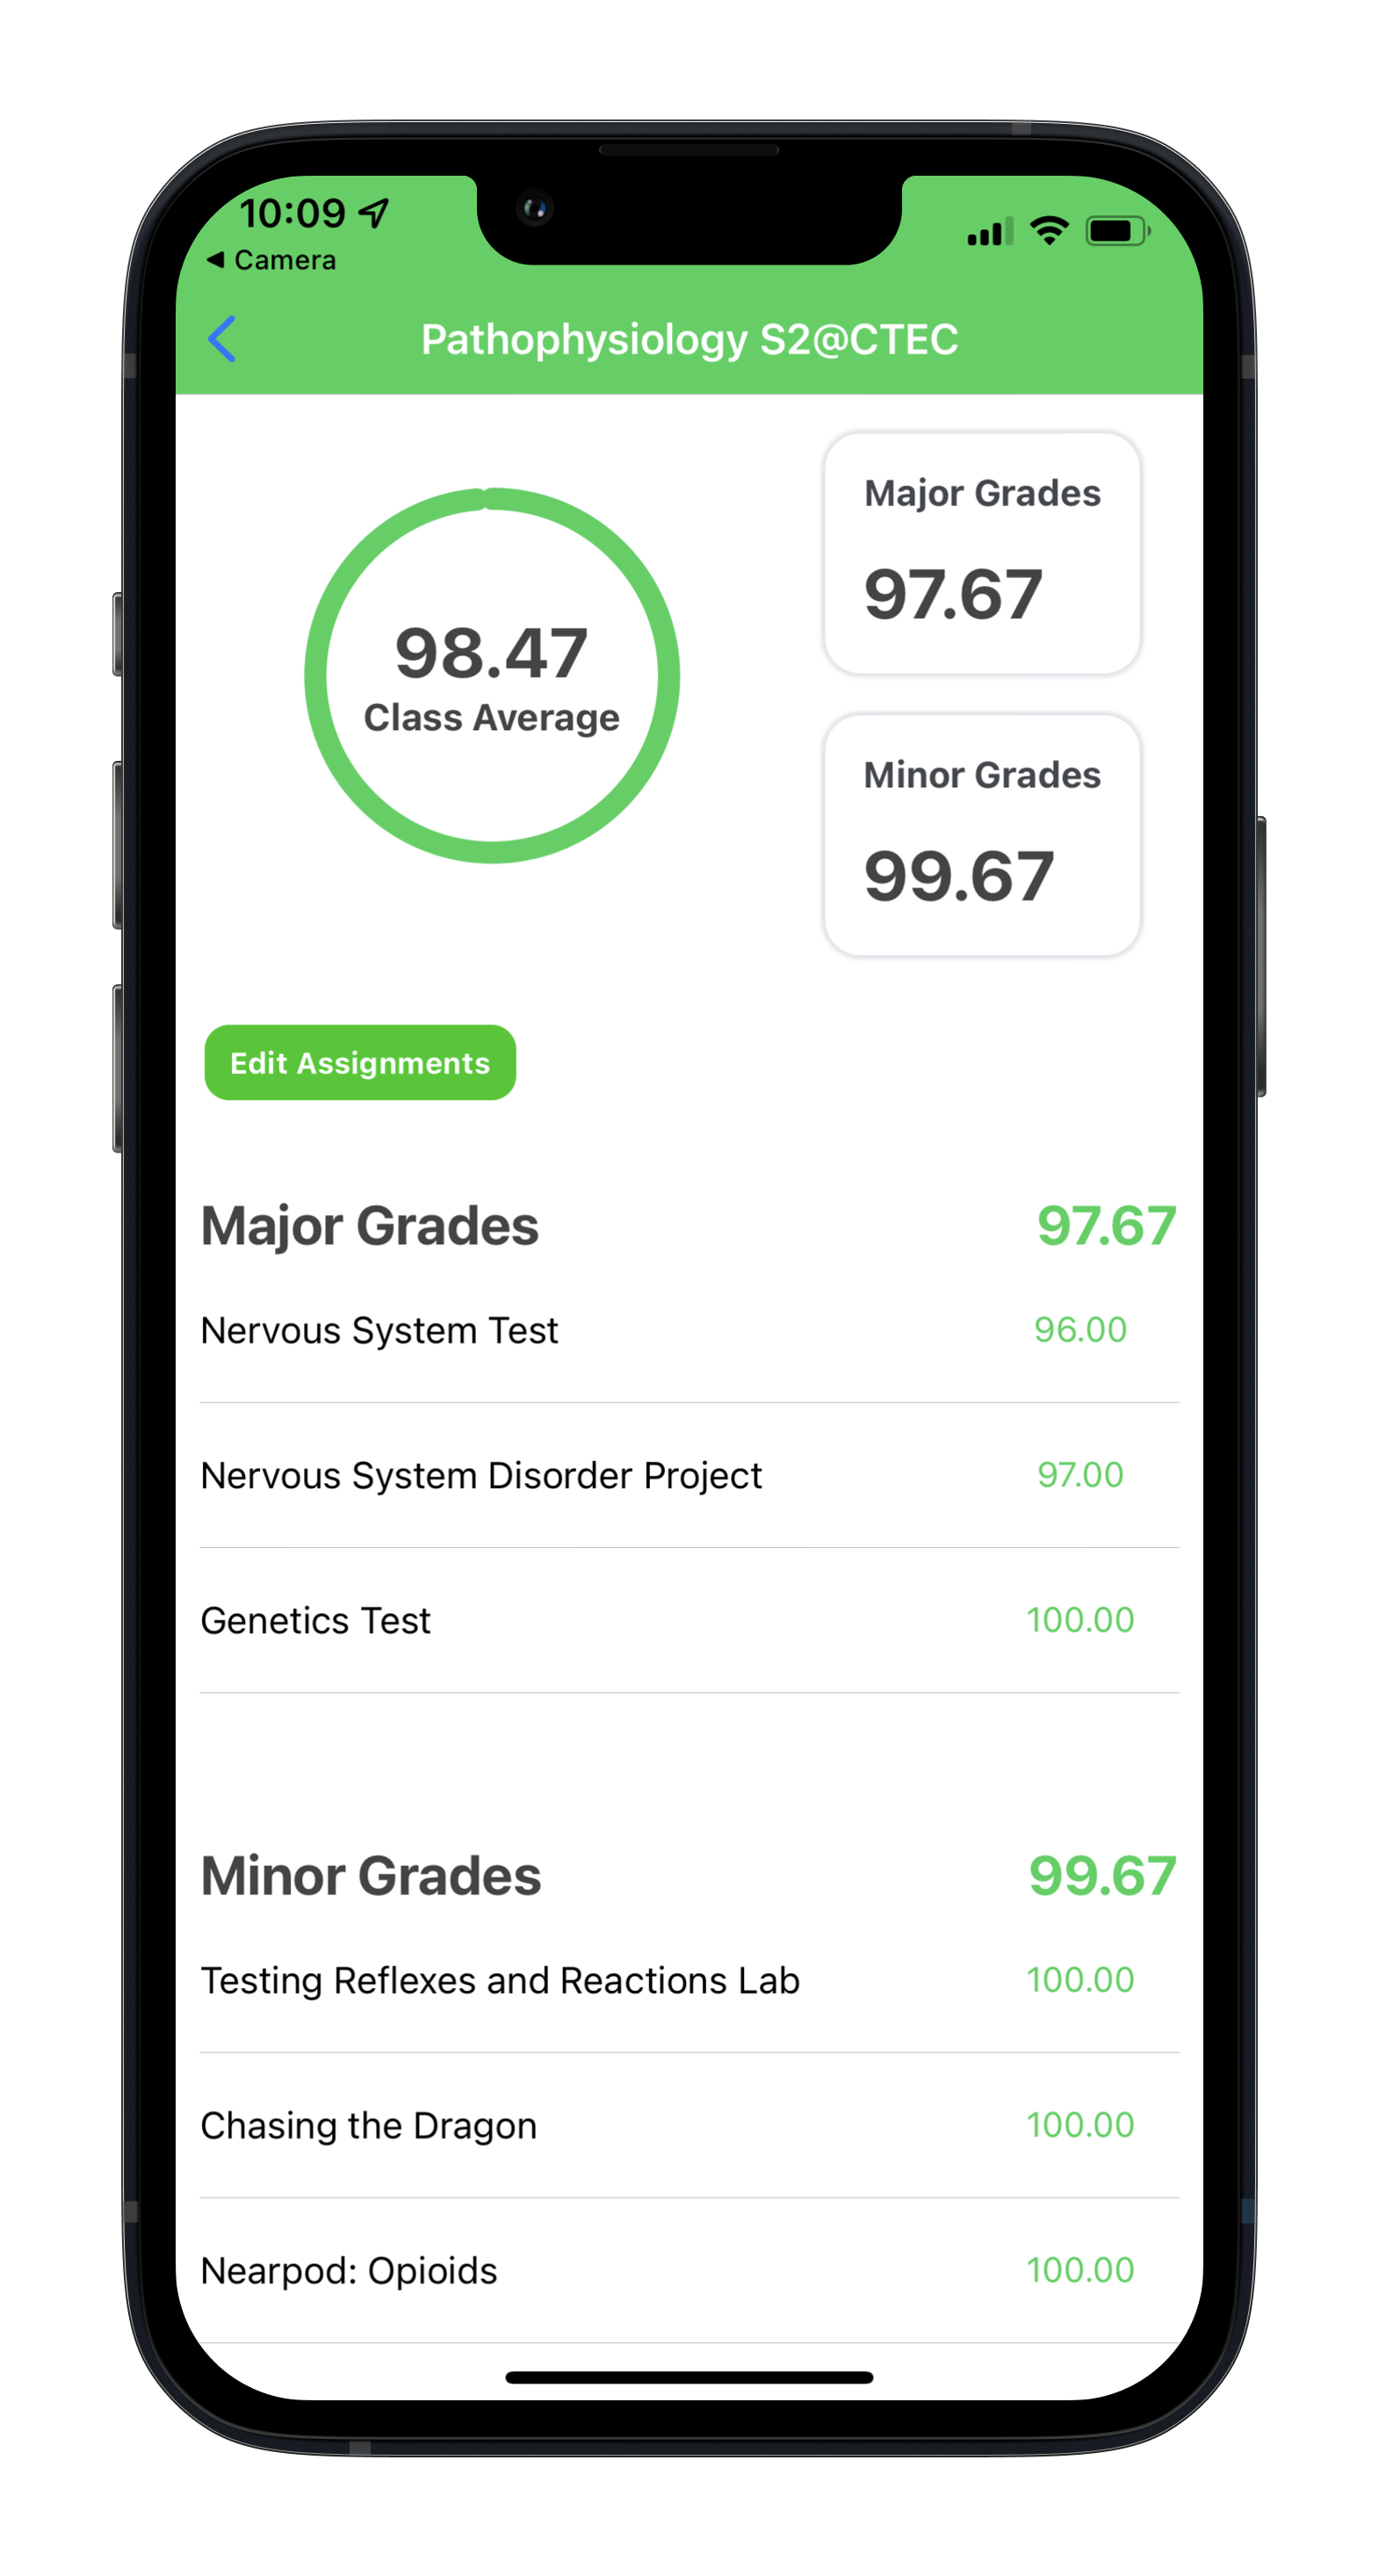 10:09
Camera
Pathophysiology S2@CTEC
98.47
Class Average
Major Grades
97.67
Minor Grades
99.67
Edit Assignments
Major Grades 97.67
Nervous System Test 96.00
Nervous System Disorder Project 97.00
Genetics Test 100.00
Minor Grades 99.67
Testing Reflexes and Reactions Lab 100.00
Chasing the Dragon 100.00
Nearpod: Opioids 100.00